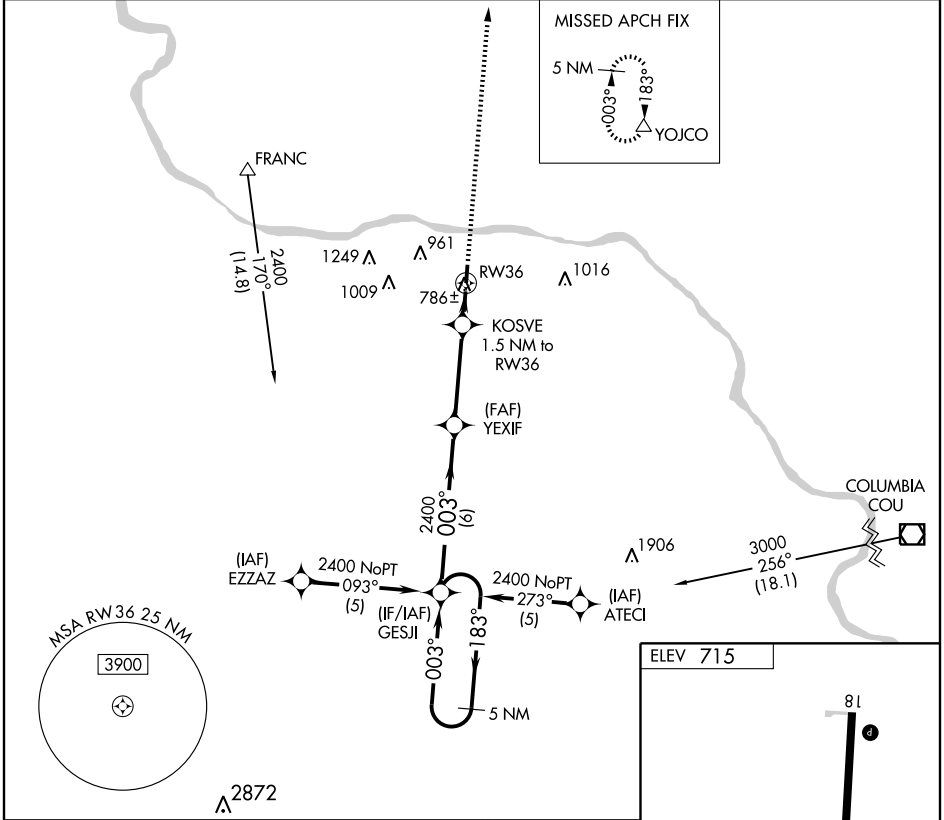 MISSED APCH FIX
5 NM
003°
183°
YOJCO
FRANC
2400
170°
(14.8)
1249
961
1009
786±
RW36
1016
KOSVE
1.5 NM to
RW36
(FAF)
YEXIF
2400
003°
(6)
COLUMBIA
COU
3000
256°
(18.1)
1906
(IAF)
EZZAZ
2400 NoPT
093°
(5)
(IF/IAF)
GESJI
2400 NoPT
273°
(5)
(IAF)
ATECI
003°
183°
5 NM
MSA RW36 25 NM
3900
2872
ELEV 715
18
P